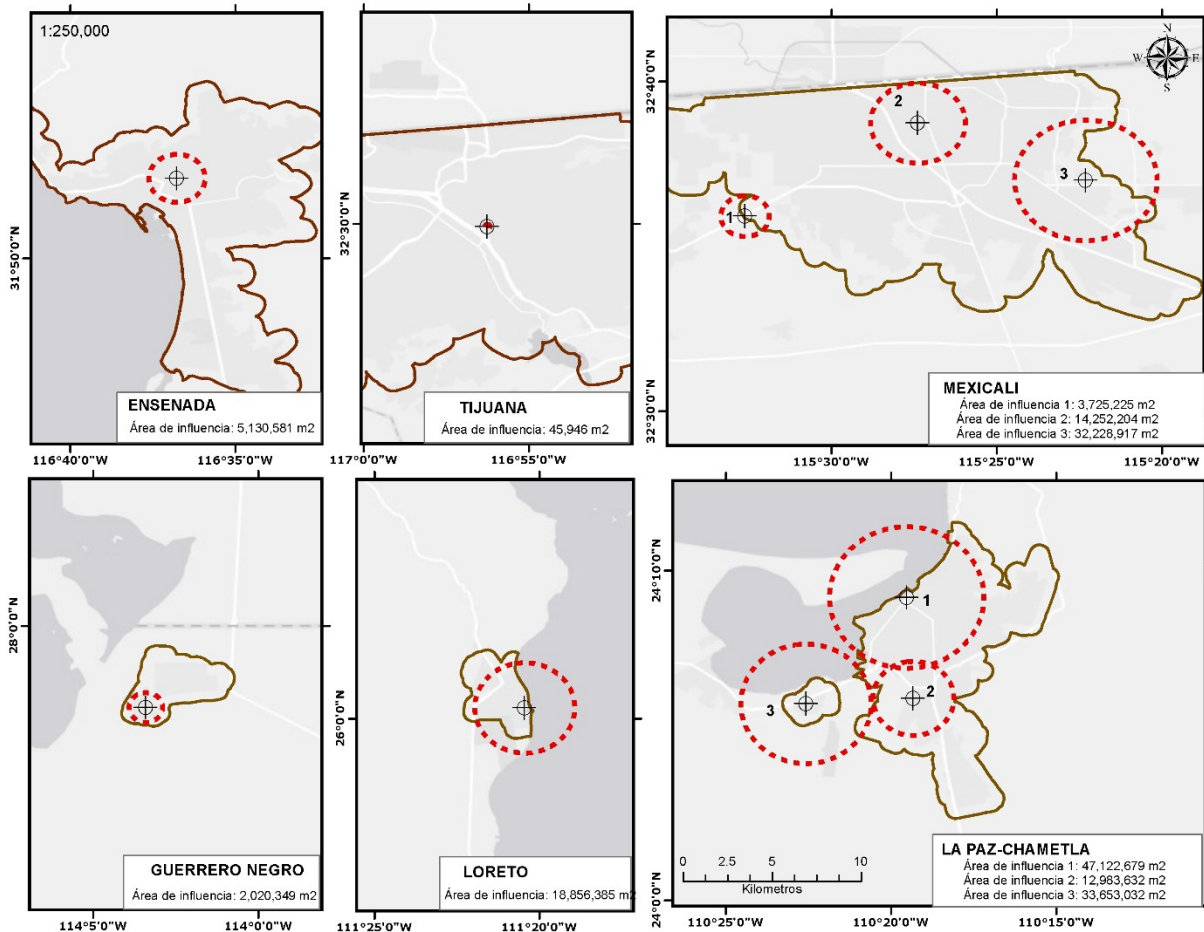 1:250,000
31°50'0"N
116°40'0"W
116°35'0"W
ENSENADA
Área de influencia: 5,130,581 m2
32°30'0"N
117°0'0"W
116°55'0"W
TIJUANA
Área de influencia: 45,946 m2
N
W
E
S
32°40'0"N
32°30'0"N
1
2
3
115°30'0"W
115°25'0"W
115°20'0"W
MEXICALI
Área de influencia 1: 3,725,225 m2
Área de influencia 2: 14,252,204 m2
Área de influencia 3: 32,228,917 m2
28°0'0"N
114°5'0"W
114°0'0"W
GUERRERO NEGRO
Área de influencia: 2,020,349 m2
26°0'0"N
111°25'0"W
111°20'0"W
LORETO
Área de influencia: 18,856,385 m2
24°10'0"N
24°0'0"N
1
2
3
0 2.5 5 10
Kilometros
110°25'0"W
110°20'0"W
110°15'0"W
LA PAZ-CHAMETLA
Área de influencia 1: 47,122,679 m2
Área de influencia 2: 12,983,632 m2
Área de influencia 3: 33,653,032 m2